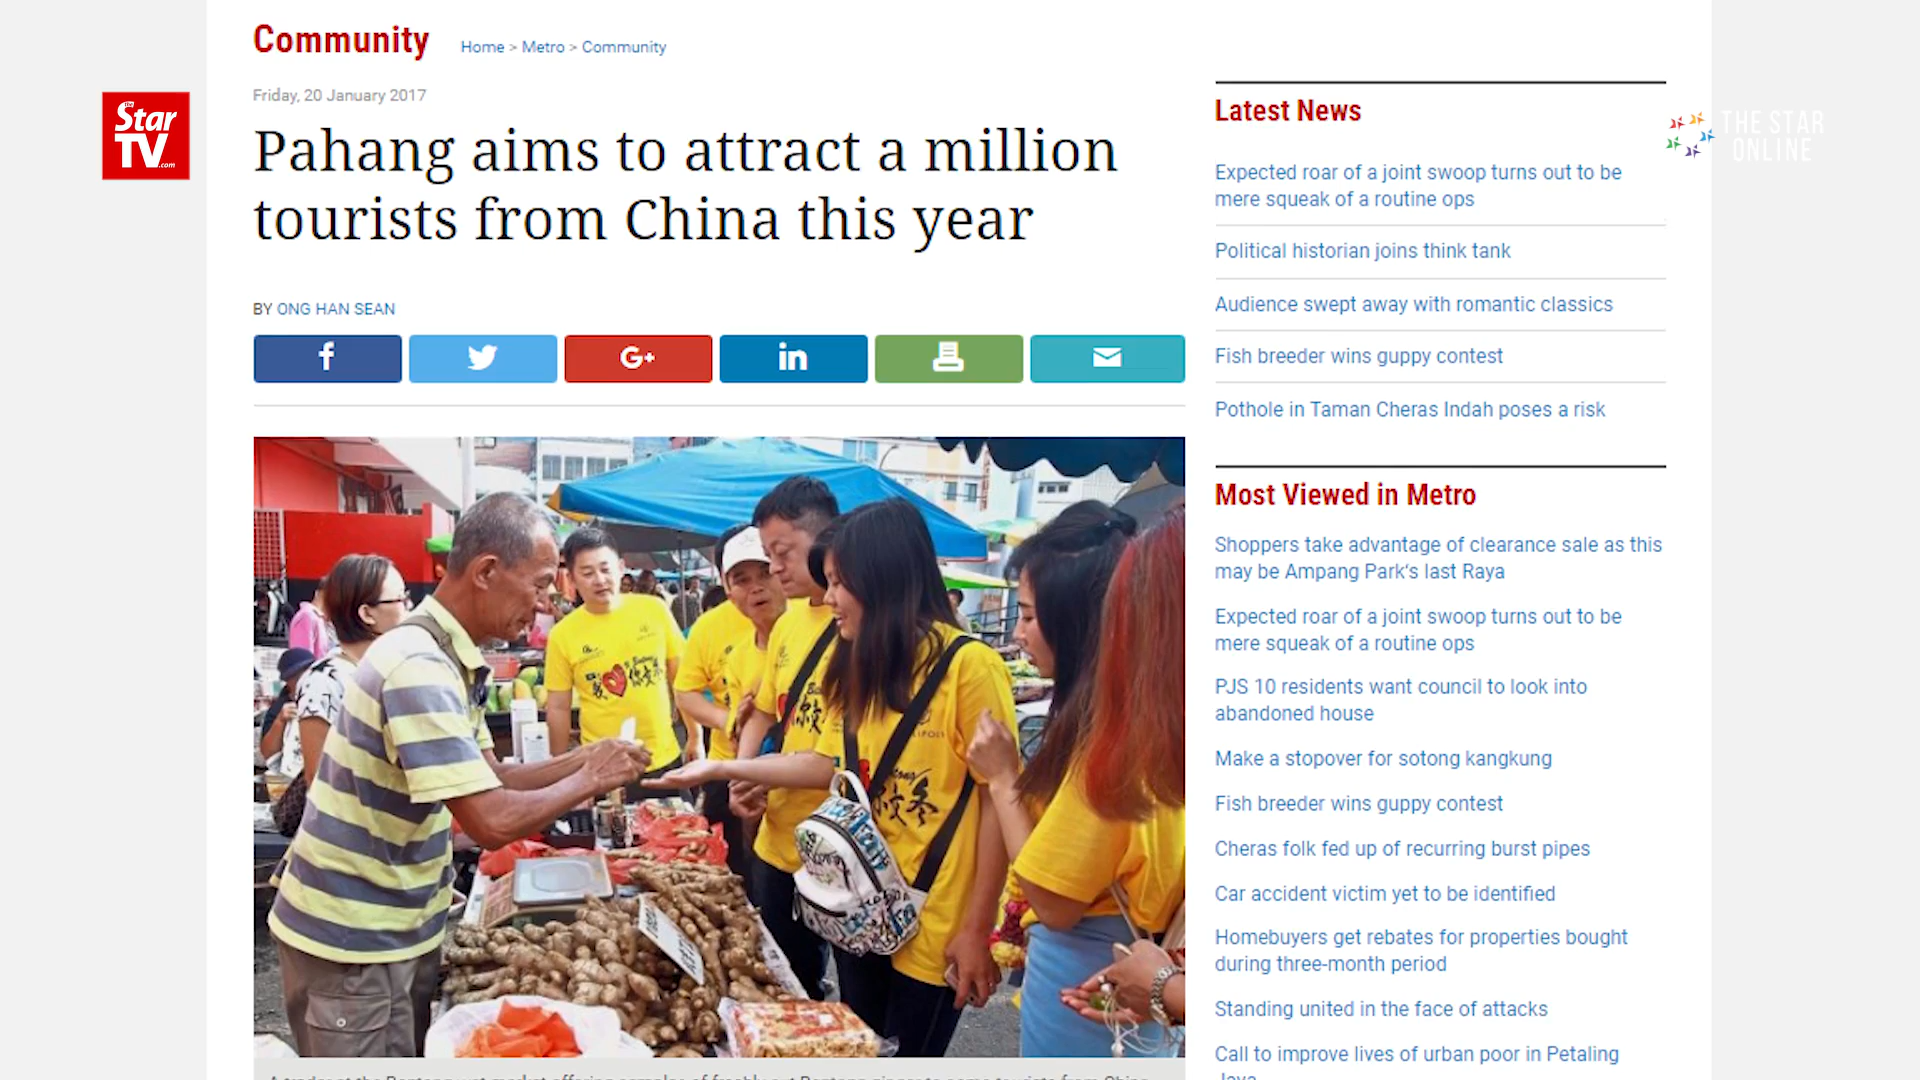 Community
Home > Metro > Community
Friday, 20 January 2017
Pahang aims to attract a million
tourists from China this year
BY ONG HAN SEAN
f
G+
in
The
Star
TV
.com
THE STAR
ONLINE
Latest News
Expected roar of a joint swoop turns out to be
mere squeak of a routine ops
Political historian joins think tank
Audience swept away with romantic classics
Fish breeder wins guppy contest
Pothole in Taman Cheras Indah poses a risk
Most Viewed in Metro
Shoppers take advantage of clearance sale as this
may be Ampang Park‘s last Raya
Expected roar of a joint swoop turns out to be
mere squeak of a routine ops
PJS 10 residents want council to look into
abandoned house
Make a stopover for sotong kangkung
Fish breeder wins guppy contest
Cheras folk fed up of recurring burst pipes
Car accident victim yet to be identified
Homebuyers get rebates for properties bought
during three-month period
Standing united in the face of attacks
Call to improve lives of urban poor in Petaling
Jaya